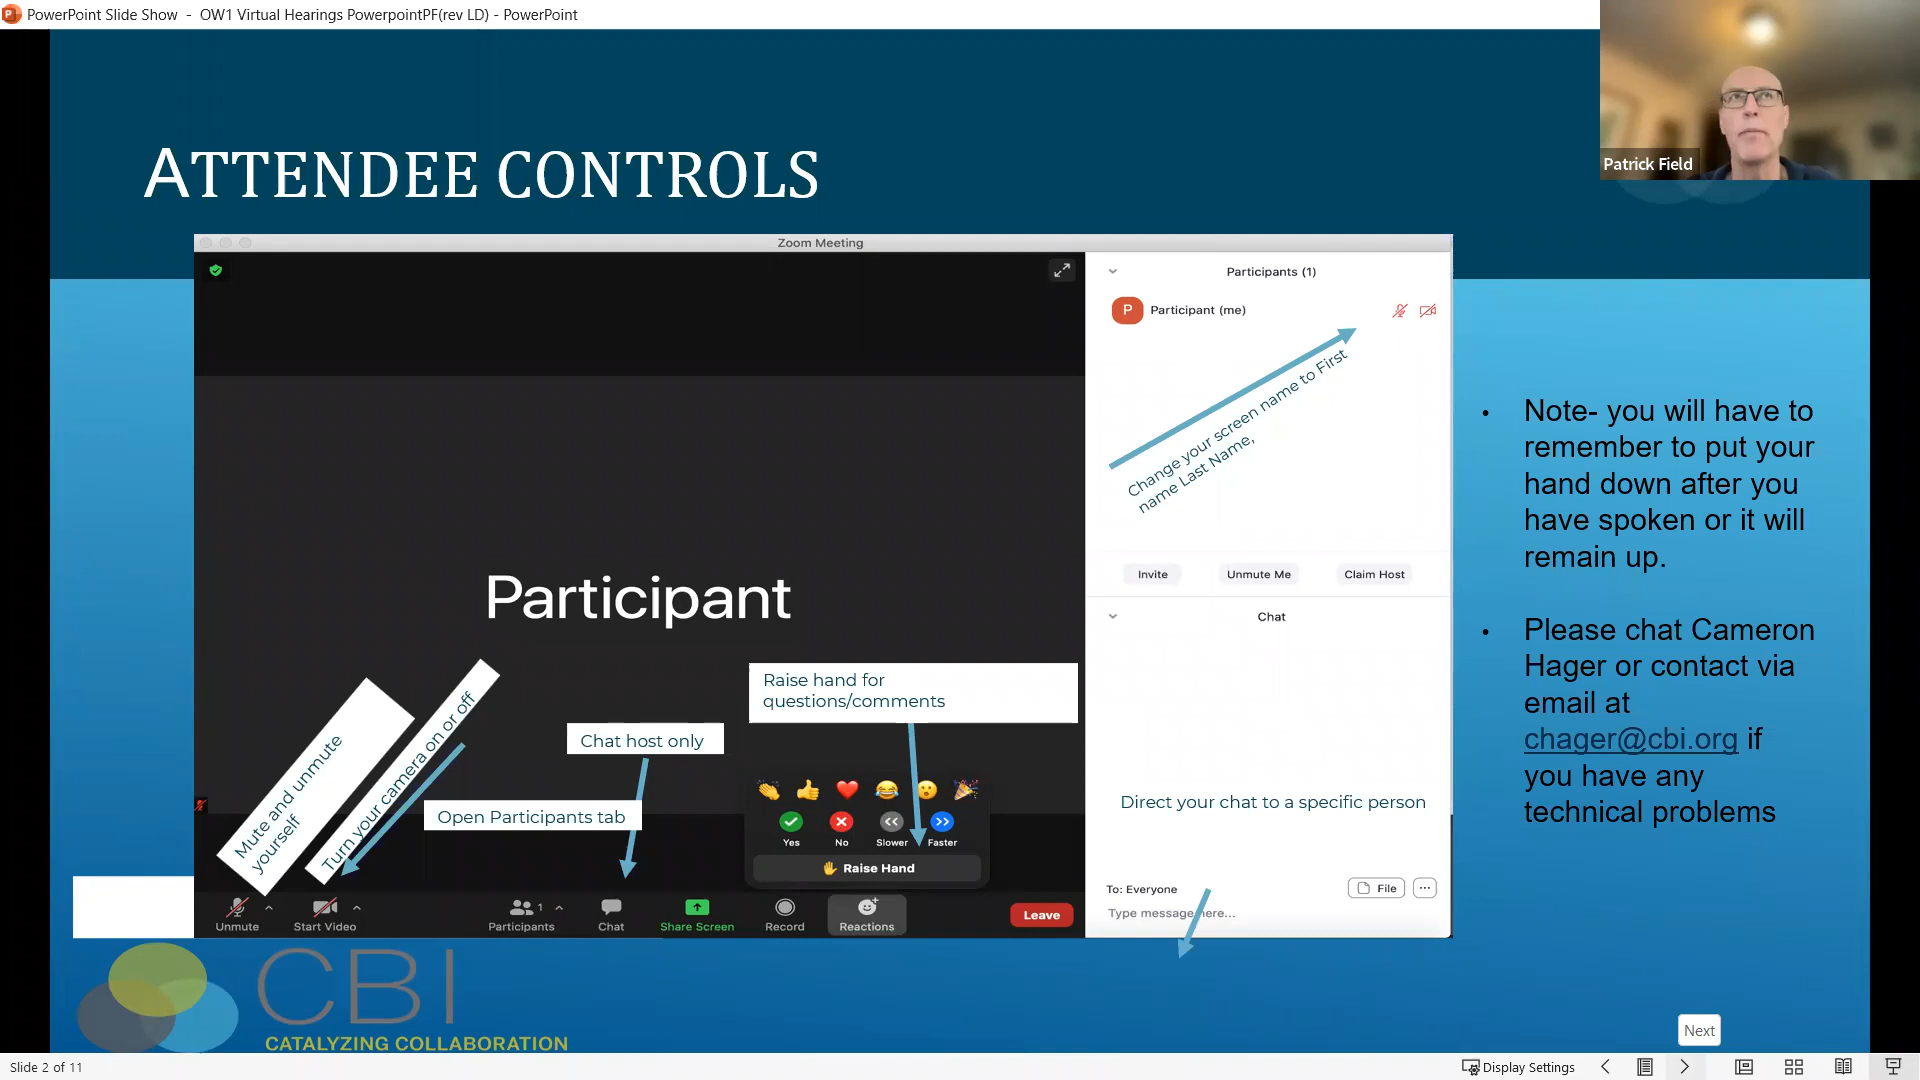 PowerPoint Slide Show - OW1 Virtual Hearings PowerpointPF(rev LD) - PowerPoint
Patrick Field
ATTENDEE CONTROLS
Zoom Meeting
Participants (1)
P
Participant (me)
Change your screen name to First
name Last Name,
Invite
Unmute Me
Claim Host
Participant
Chat
Raise hand for
questions/comments
Mute and unmute
yourself
Turn your camera on or off
Chat host only
Open Participants tab
Yes
No
Slower
Faster
Raise Hand
Direct your chat to a specific person
To: Everyone
File
Type message here...
Unmute
Start Video
1
Participants
Chat
Share Screen
Record
Reactions
Leave
• Note- you will have to
remember to put your
hand down after you
have spoken or it will
remain up.
• Please chat Cameron
Hager or contact via
email at
chager@cbi.org if
you have any
technical problems
CBI
CATALYZING COLLABORATION
Next
Slide 2 of 11
Display Settings